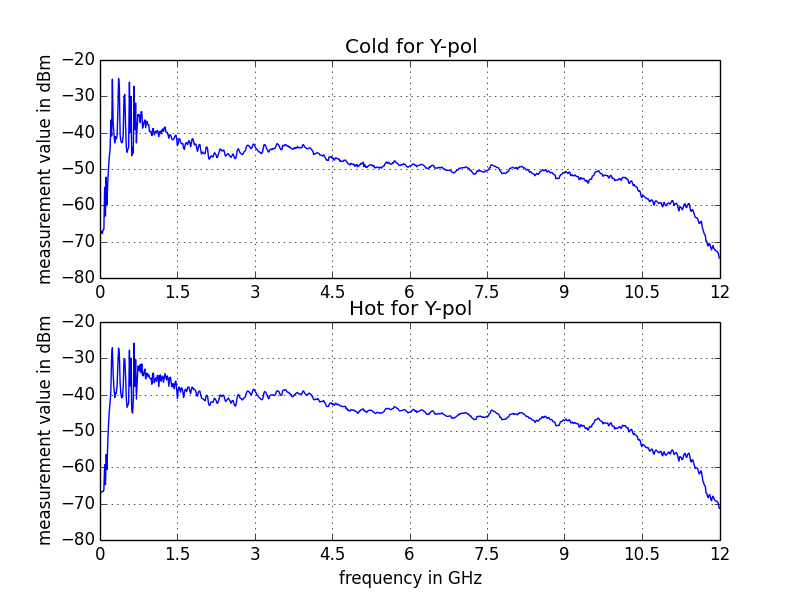 Cold for Y-pol
measurement value in dBm
−20
−30
−40
−50
−60
−70
−80
0 1.5 3 4.5 6 7.5 9 10.5 12
Hot for Y-pol
measurement value in dBm
−20
−30
−40
−50
−60
−70
−80
0 1.5 3 4.5 6 7.5 9 10.5 12
frequency in GHz